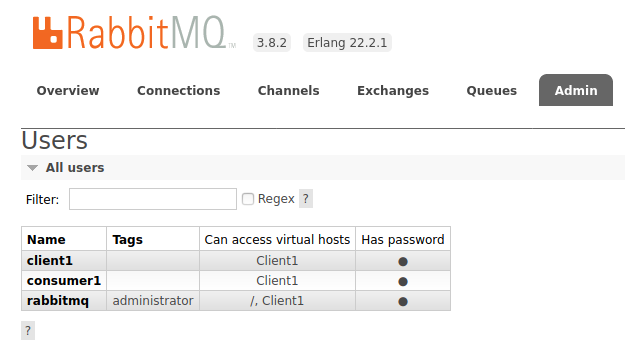 RabbitMQ™ 3.8.2 Erlang 22.2.1
Overview Connections Channels Exchanges Queues Admin
Users
All users
Filter: Regex ?
Name Tags Can access virtual hosts Has password
client1 Client1 ●
consumer1 Client1 ●
rabbitmq administrator /, Client1 ●
?